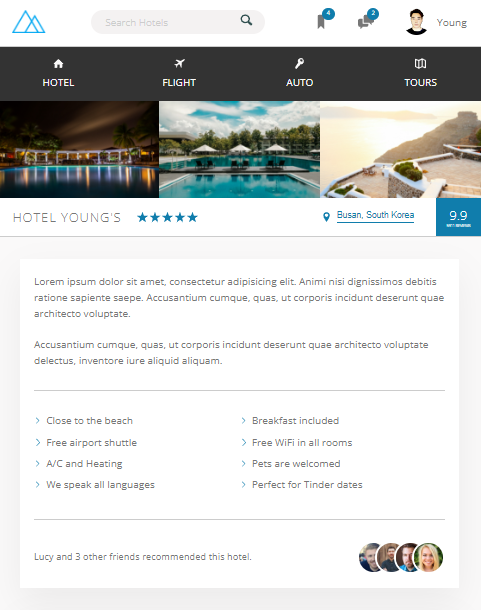 Search Hotels
4
2
Young
HOTEL
FLIGHT
AUTO
TOURS
HOTEL YOUNG'S
Busan, South Korea
9.9
Lorem ipsum dolor sit amet, consectetur adipisicing elit. Animi nisi dignissimos debitis
ratione sapiente saepe. Accusantium cumque, quas, ut corporis incidunt deserunt quae
architecto voluptate.
Accusantium cumque, quas, ut corporis incidunt deserunt quae architecto voluptate
delectus, inventore iure aliquid aliquam.
Close to the beach
Breakfast included
Free airport shuttle
Free WiFi in all rooms
A/C and Heating
Pets are welcomed
We speak all languages
Perfect for Tinder dates
Lucy and 3 other friends recommended this hotel.